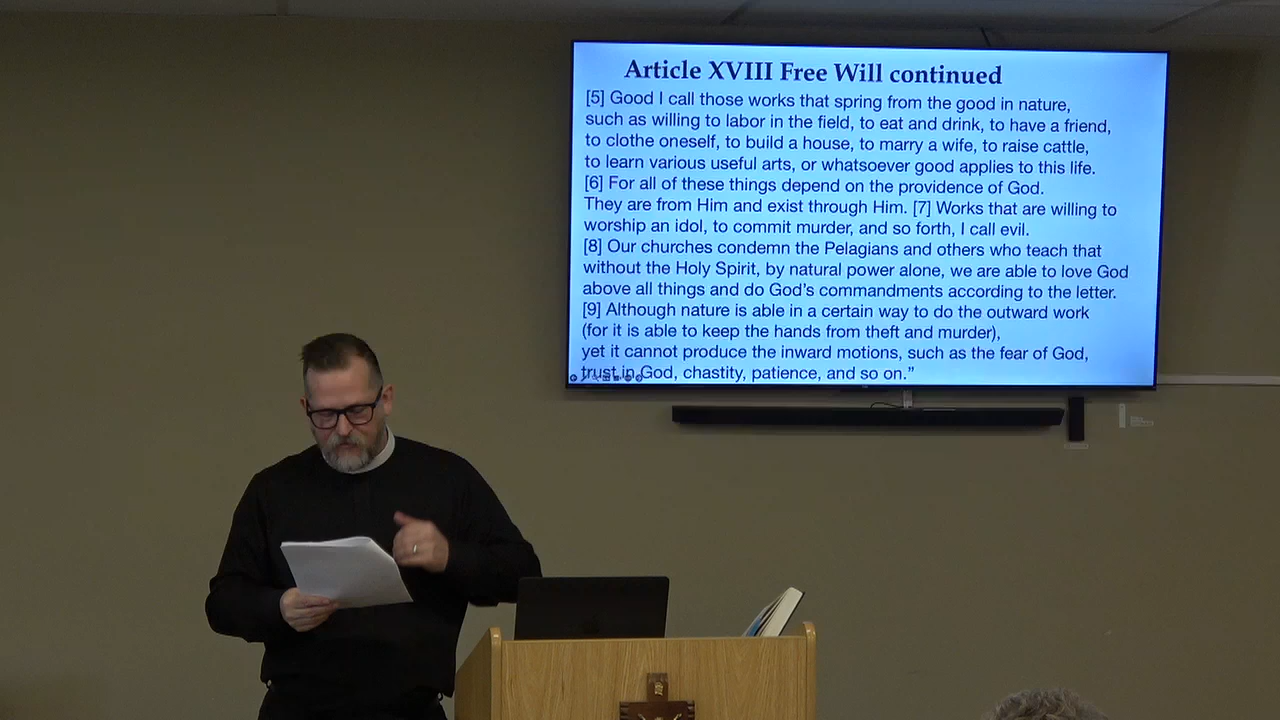 Article XVIII Free Will continued
[5] Good I call those works that spring from the good in nature,
such as willing to labor in the field, to eat and drink, to have a friend,
to clothe oneself, to build a house, to marry a wife, to raise cattle,
to learn various useful arts, or whatsoever good applies to this life.
[6] For all of these things depend on the providence of God.
They are from Him and exist through Him. [7] Works that are willing to
worship an idol, to commit murder, and so forth, I call evil.
[8] Our churches condemn the Pelagians and others who teach that
without the Holy Spirit, by natural power alone, we are able to love God
above all things and do God’s commandments according to the letter.
[9] Although nature is able in a certain way to do the outward work
(for it is able to keep the hands from theft and murder),
yet it cannot produce the inward motions, such as the fear of God,
trust in God, chastity, patience, and so on.”